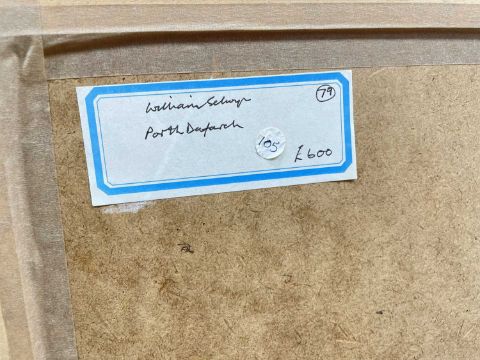 79
William Selwyn
Porth Dafarch
105
£600